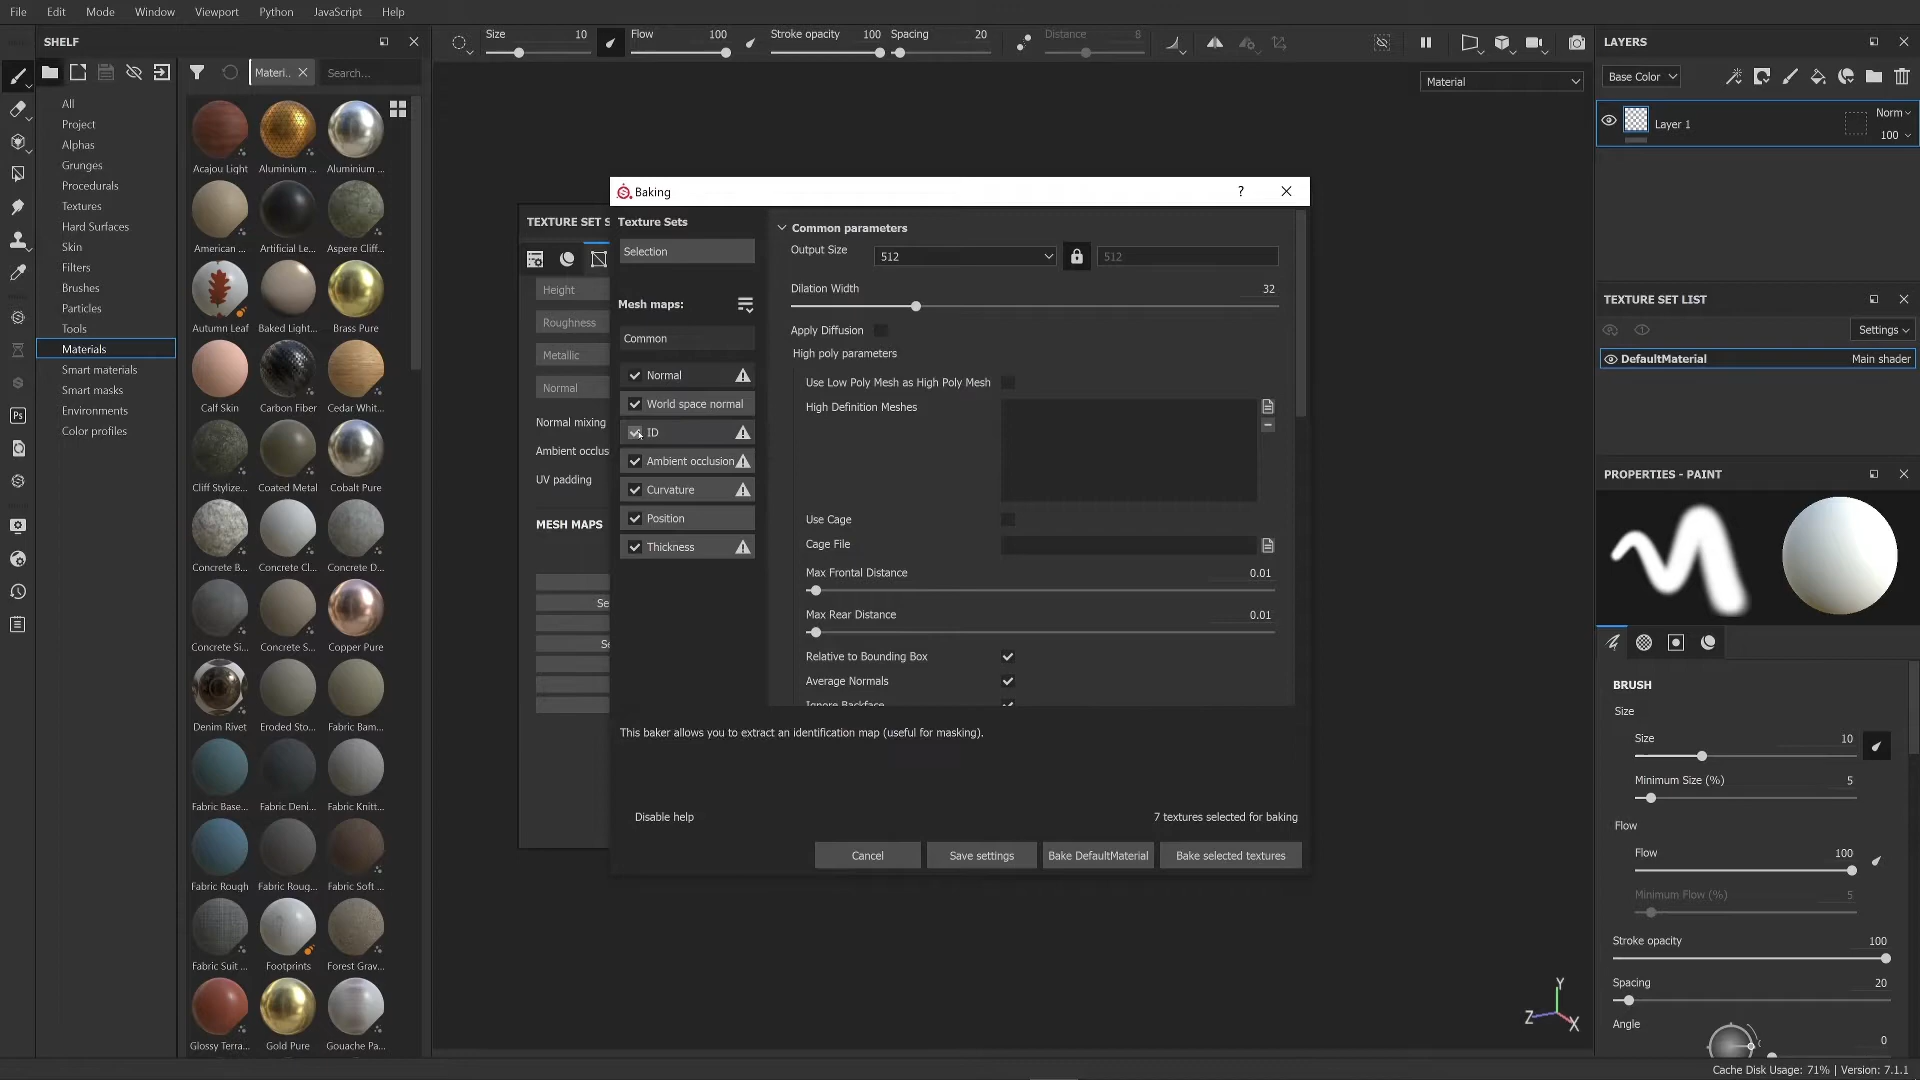 File Edit Mode Window Viewport Python JavaScript Help
SHELF
Materi..
Search...
All
Project
Alphas
Grunges
Procedurals
Textures
Hard Surfaces
Skin
Filters
Brushes
Particles
Tools
Materials
Smart materials
Smart masks
Environments
Color profiles
Acajou Light Aluminium ... Aluminium ...
American ... Artificial Le... Aspere Cliff...
Autumn Leaf Baked Light... Brass Pure
Calf Skin Carbon Fiber Cedar Whit...
Cliff Stylize... Coated Metal Cobalt Pure
Concrete B... Concrete Cl... Concrete D...
Concrete Si... Concrete S... Copper Pure
Denim Rivet Eroded Sto... Fabric Bam...
Fabric Base... Fabric Deni... Fabric Knitt...
Fabric Rough Fabric Roug... Fabric Soft ...
Fabric Suit ... Footprints Forest Grav...
Glossy Terra... Gold Pure Gouache Pa...
Size 10 Flow 100 Stroke opacity 100 Spacing 20 Distance 8
Material
TEXTURE SET S
Height
Roughness
Metallic
Normal
Normal mixing
Ambient occlus
UV padding
MESH MAPS
Se
Se
Baking
?
Texture Sets
Selection
Mesh maps:
Common
Normal
World space normal
ID
Ambient occlusion
Curvature
Position
Thickness
Common parameters
Output Size 512 512
Dilation Width 32
Apply Diffusion
High poly parameters
Use Low Poly Mesh as High Poly Mesh
High Definition Meshes
Use Cage
Cage File
Max Frontal Distance 0.01
Max Rear Distance 0.01
Relative to Bounding Box
Average Normals
Ignore Backface
This baker allows you to extract an identification map (useful for masking).
Disable help
7 textures selected for baking
Cancel Save settings Bake DefaultMaterial Bake selected textures
Y
Z
X
LAYERS
Base Color
Layer 1
Norm
100
TEXTURE SET LIST
Settings
DefaultMaterial Main shader
PROPERTIES - PAINT
BRUSH
Size
Size 10
Minimum Size (%) 5
Flow
Flow 100
Minimum Flow (%) 5
Stroke opacity 100
Spacing 20
Angle
0
Cache Disk Usage: 71% | Version: 7.1.1
Ps